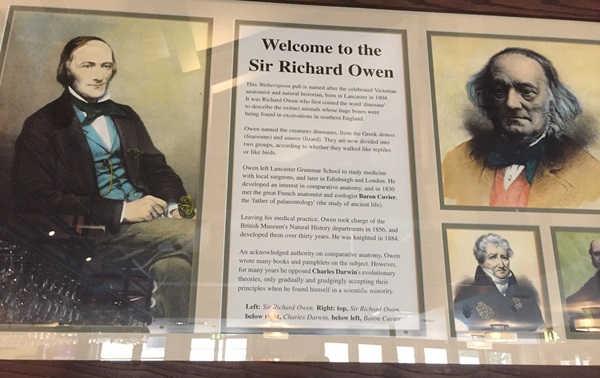 Welcome to the
Sir Richard Owen
This Wetherspoon pub is named after the celebrated Victorian
anatomist and natural historian, born in Lancaster in 1804.
It was Richard Owen who first coined the word 'dinosaur'
to describe the extinct animals whose huge bones were
being found in excavations in southern England.
Owen named the creatures dinosaurs, from the Greek deinos
(fearsome) and sauros (lizard). They are now divided into
two groups, according to whether they walked like reptiles
or like birds.
Owen left Lancaster Grammar School to study medicine
with local surgeons, and later in Edinburgh and London. He
developed an interest in comparative anatomy, and in 1830
met the great French anatomist and zoologist Baron Cuvier,
the 'father of palaeontology' (the study of ancient life).
Leaving his medical practice, Owen took charge of the
British Museum's Natural History departments in 1856, and
developed them over thirty years. He was knighted in 1884.
An acknowledged authority on comparative anatomy, Owen
wrote many books and pamphlets on the subject. However,
for many years he opposed Charles Darwin's evolutionary
theories, only gradually and grudgingly accepting their
principles when he found himself in a scientific minority.
Left: Sir Richard Owen. Right: top, Sir Richard Owen,
below right, Charles Darwin, below left, Baron Cuvier